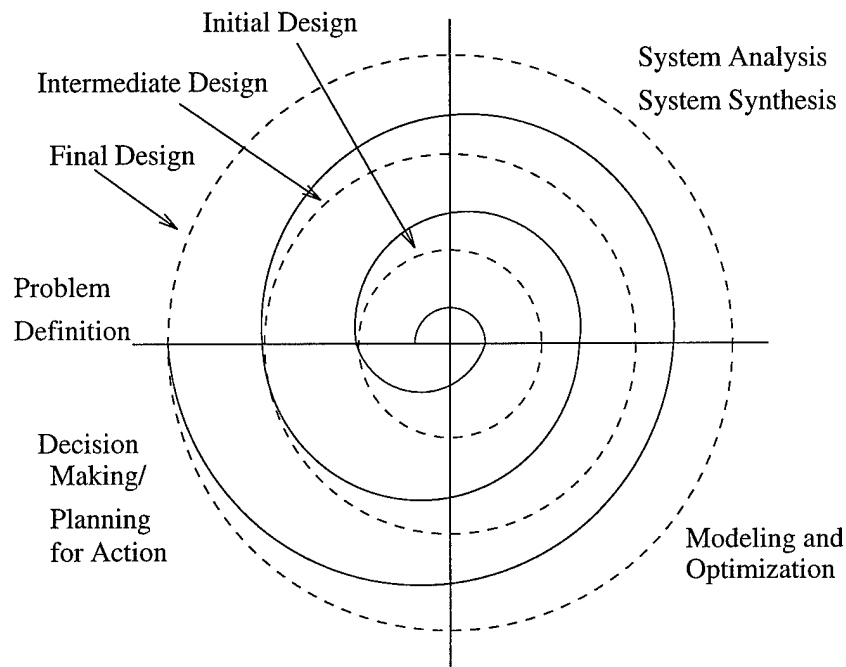 Initial Design
Intermediate Design
Final Design
System Analysis
System Synthesis
Problem
Definition
Decision
Making/
Planning
for Action
Modeling and
Optimization